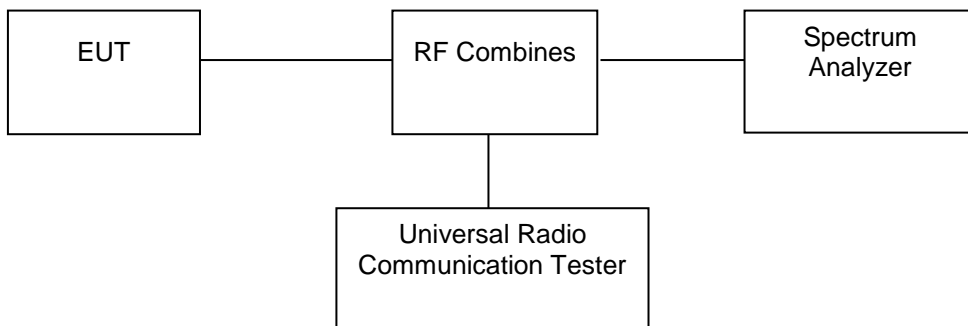 EUT
RF Combines
Spectrum
Analyzer
Universal Radio
Communication Tester